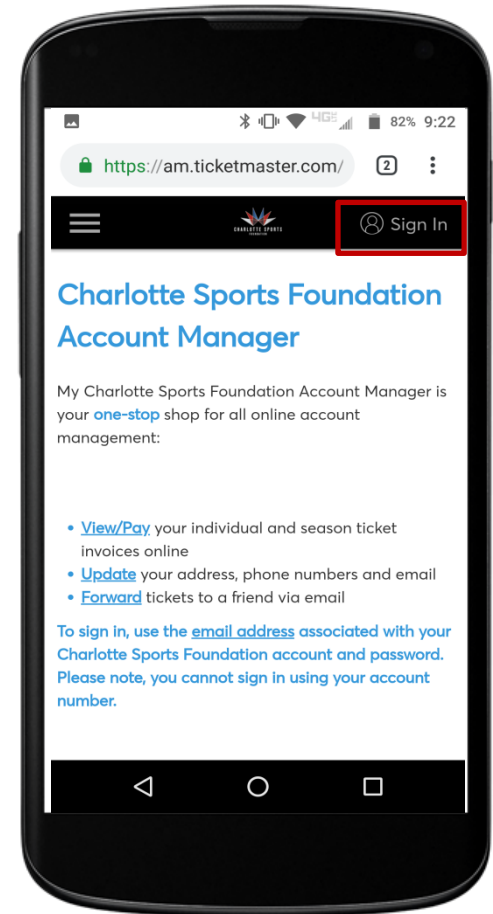 4GE 82% 9:22
https://am.ticketmaster.com/ 2
CHARLOTTE SPORTS
FOUNDATION
Sign In
Charlotte Sports Foundation
Account Manager
My Charlotte Sports Foundation Account Manager is
your one-stop shop for all online account
management:
• View/Pay your individual and season ticket
invoices online
• Update your address, phone numbers and email
• Forward tickets to a friend via email
To sign in, use the email address associated with your
Charlotte Sports Foundation account and password.
Please note, you cannot sign in using your account
number.